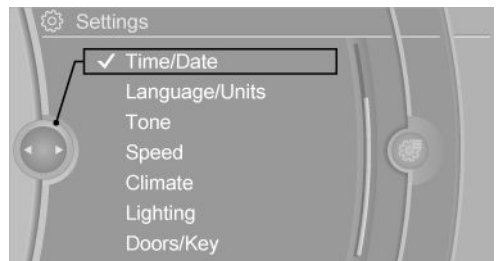 Settings
Time/Date
Language/Units
Tone
Speed
Climate
Lighting
Doors/Key